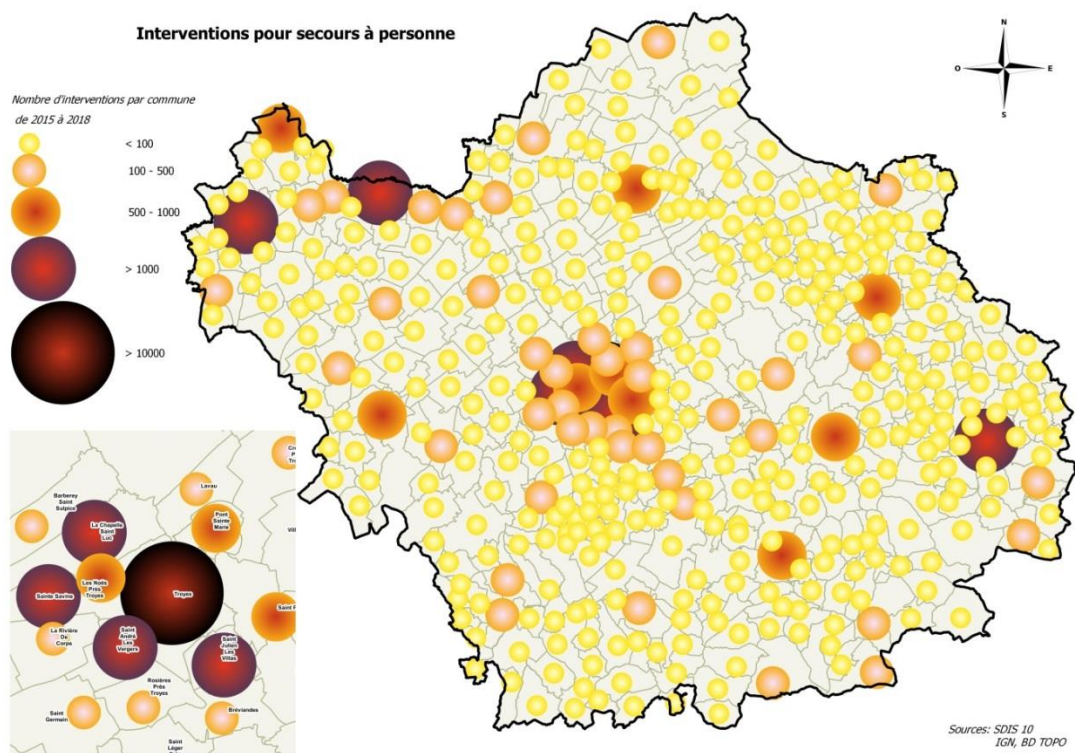 Interventions pour secours à personne
N
O
E
S
Nombre d'interventions par commune
de 2015 à 2018
< 100
100 - 500
500 - 1000
> 1000
> 10000
Lavau
Barberey
Saint
Sulpice
La Chapelle
Saint
Luc
Pont
Sainte
Marie
Les Noës
Près
Troyes
Sainte Savine
Troyes
La Rivière
De
Corps
Saint
André
Les
Vergers
Saint
Julien
Les
Villas
Rosières
Près
Troyes
Saint
Germain
Bréviandes
Saint
Léger
Sources: SDIS 10
IGN, BD TOPO